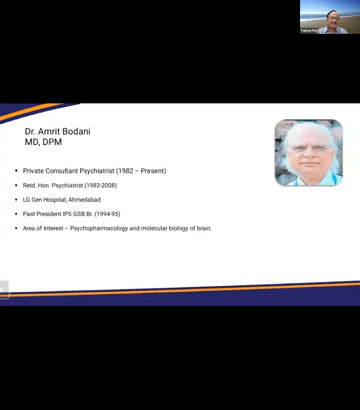 Dr. Amrit Bodani
MD, DPM
• Private Consultant Psychiatrist (1982 – Present)
• Retd. Hon. Psychiatrist (1983-2008)
• LG Gen Hospital, Ahmedabad
• Past President IPS GSB Br. (1994-95)
• Area of Interest – Psychopharmacology and molecular biology of brain.